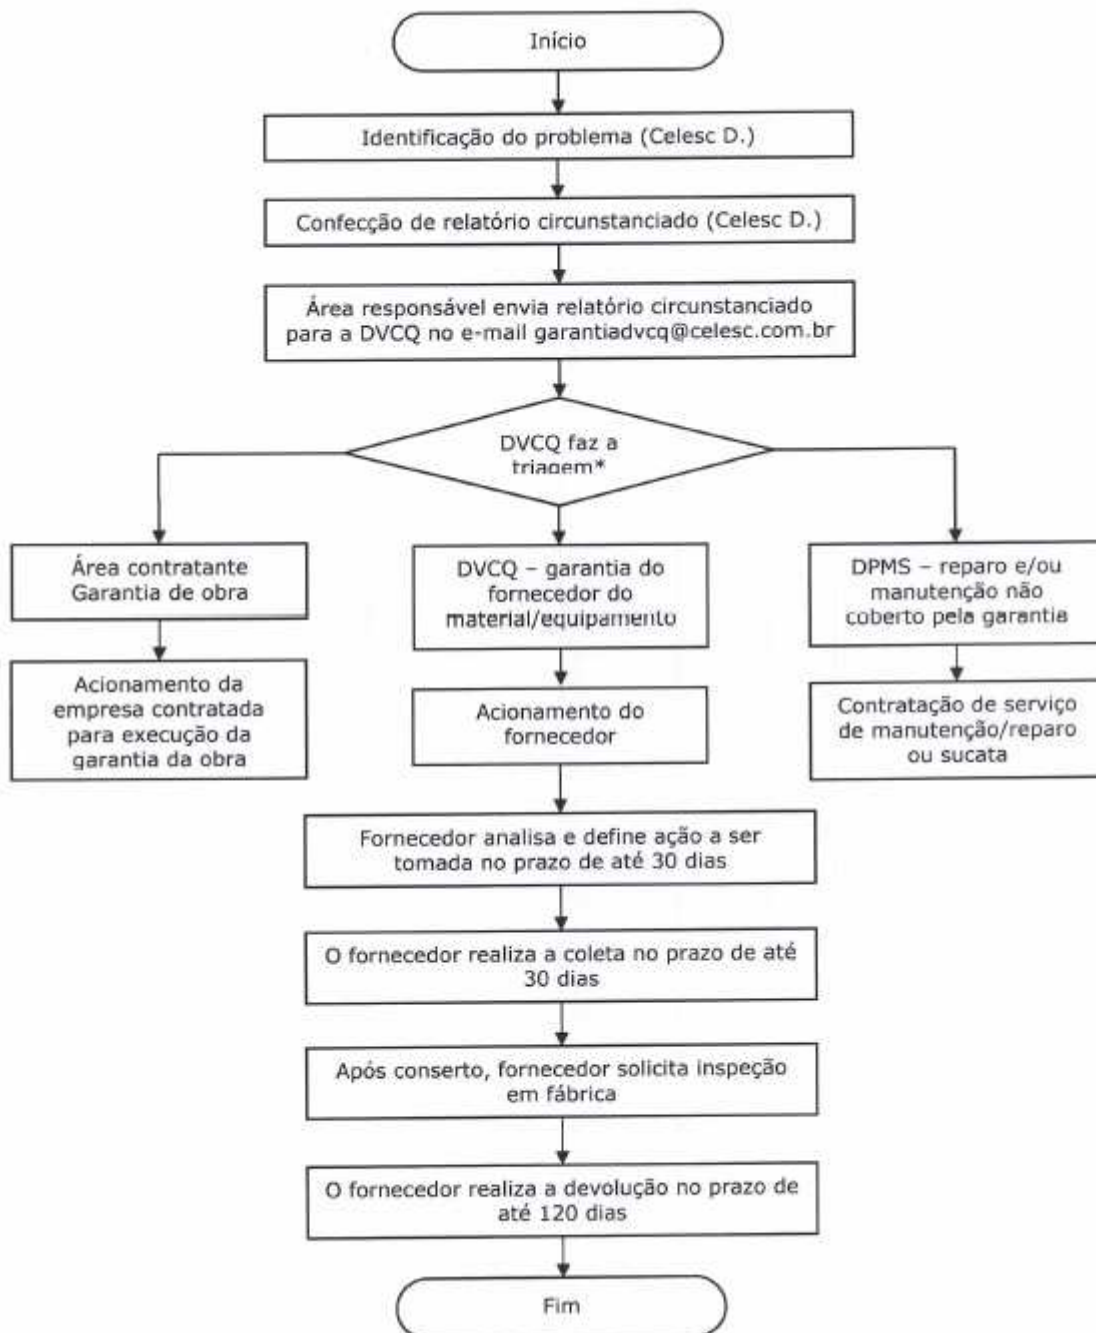 Início
Identificação do problema (Celesc D.)
Confecção de relatório circunstanciado (Celesc D.)
Área responsável envia relatório circunstanciado
para a DVCQ no e-mail garantiadvcq@celesc.com.br
DVCQ faz a
triagem*
Área contratante
Garantia de obra
Acionamento da
empresa contratada
para execução da
garantia da obra
DVCQ – garantia do
fornecedor do
material/equipamento
Acionamento do
fornecedor
DPMS – reparo e/ou
manutenção não
coberto pela garantia
Contratação de serviço
de manutenção/reparo
ou sucata
Fornecedor analisa e define ação a ser
tomada no prazo de até 30 dias
O fornecedor realiza a coleta no prazo de até
30 dias
Após conserto, fornecedor solicita inspeção
em fábrica
O fornecedor realiza a devolução no prazo de
até 120 dias
Fim